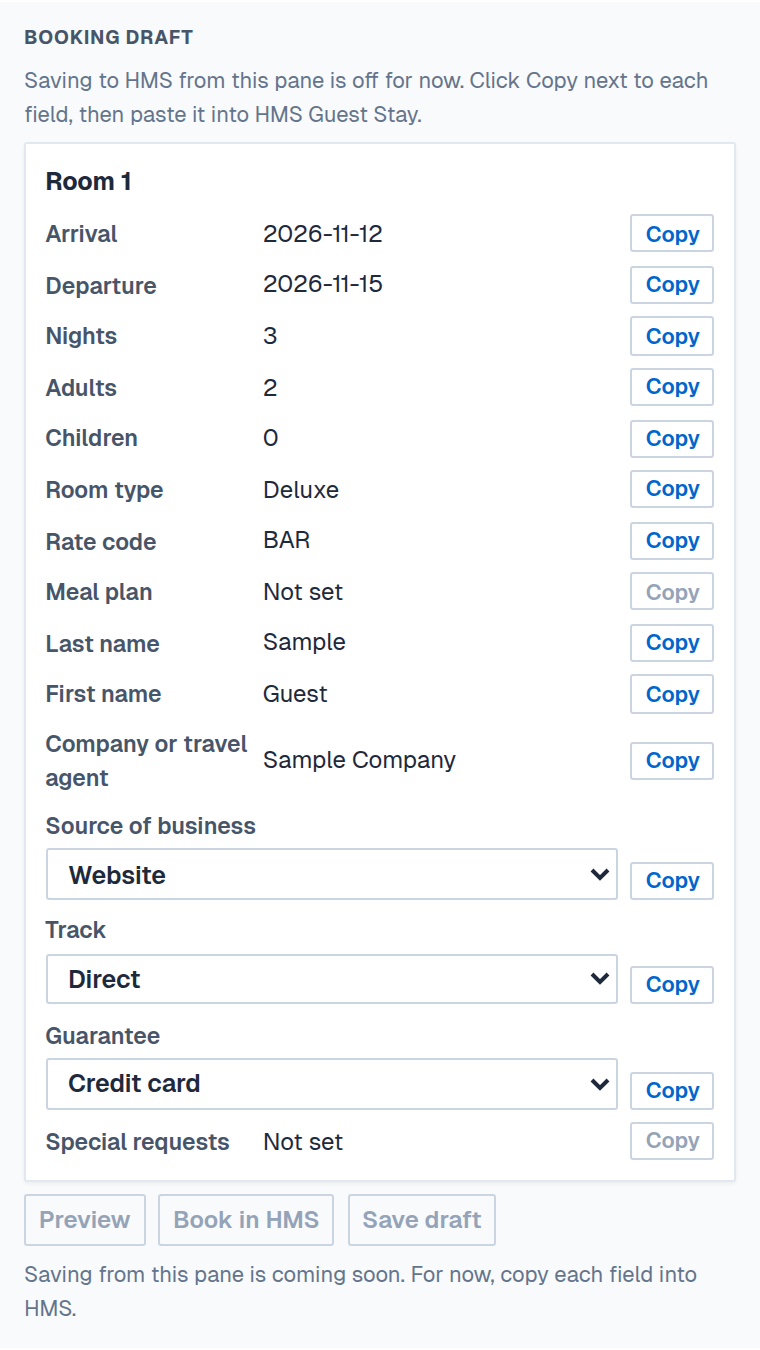 BOOKING DRAFT
Saving to HMS from this pane is off for now. Click Copy next to each
field, then paste it into HMS Guest Stay.
Room 1
Arrival 2026-11-12 Copy
Departure 2026-11-15 Copy
Nights 3 Copy
Adults 2 Copy
Children 0 Copy
Room type Deluxe Copy
Rate code BAR Copy
Meal plan Not set Copy
Last name Sample Copy
First name Guest Copy
Company or travel
agent Sample Company Copy
Source of business
Website Copy
Track
Direct Copy
Guarantee
Credit card Copy
Special requests Not set Copy
Preview Book in HMS Save draft
Saving from this pane is coming soon. For now, copy each field into
HMS.